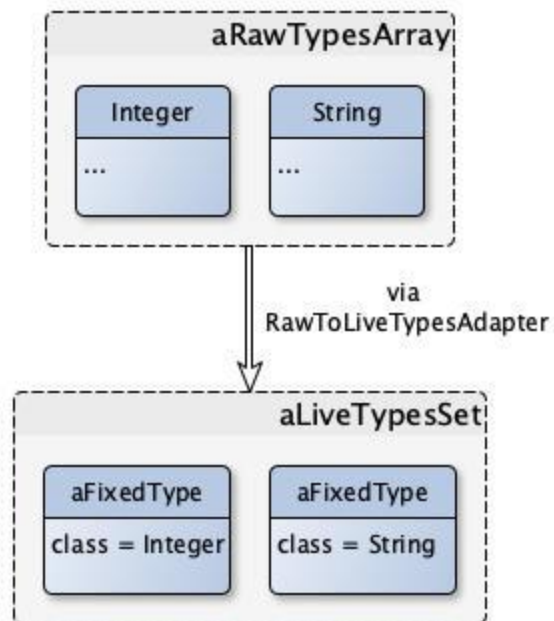 aRawTypesArray
Integer
String
...
...
via
RawToLiveTypesAdapter
aLiveTypesSet
aFixedType
aFixedType
class = Integer
class = String